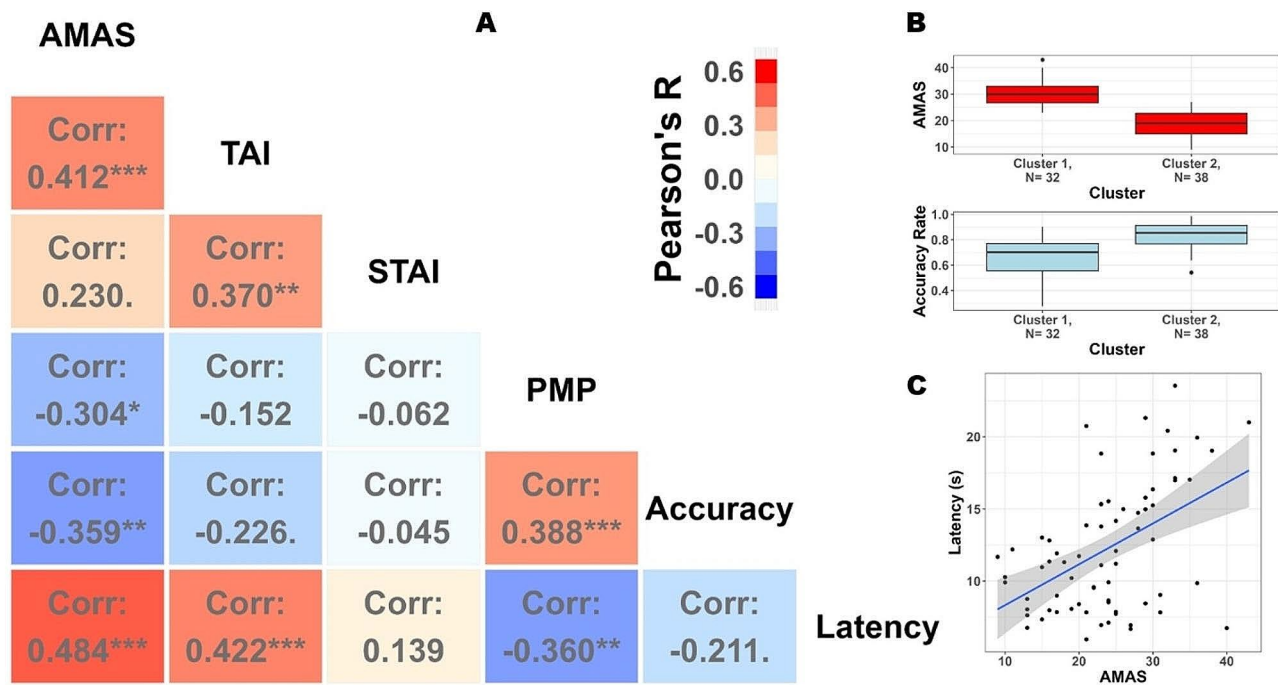 AMAS
Corr:
0.412***
TAI
Corr:
0.230.
Corr:
0.370**
STAI
Corr:
-0.304*
Corr:
-0.152
Corr:
-0.062
PMP
Corr:
-0.359**
Corr:
-0.226.
Corr:
-0.045
Corr:
0.388***
Accuracy
Corr:
0.484***
Corr:
0.422***
Corr:
0.139
Corr:
-0.360**
Corr:
-0.211.
Latency
A
Pearson's R
0.6
0.3
0.0
-0.3
-0.6
B
AMAS
40
30
20
10
Cluster 1,
N= 32
Cluster 2,
N= 38
Cluster
Accuracy Rate
1.0
0.8
0.6
0.4
Cluster 1,
N= 32
Cluster 2,
N= 38
Cluster
C
Latency (s)
20
15
10
10
20
30
40
AMAS